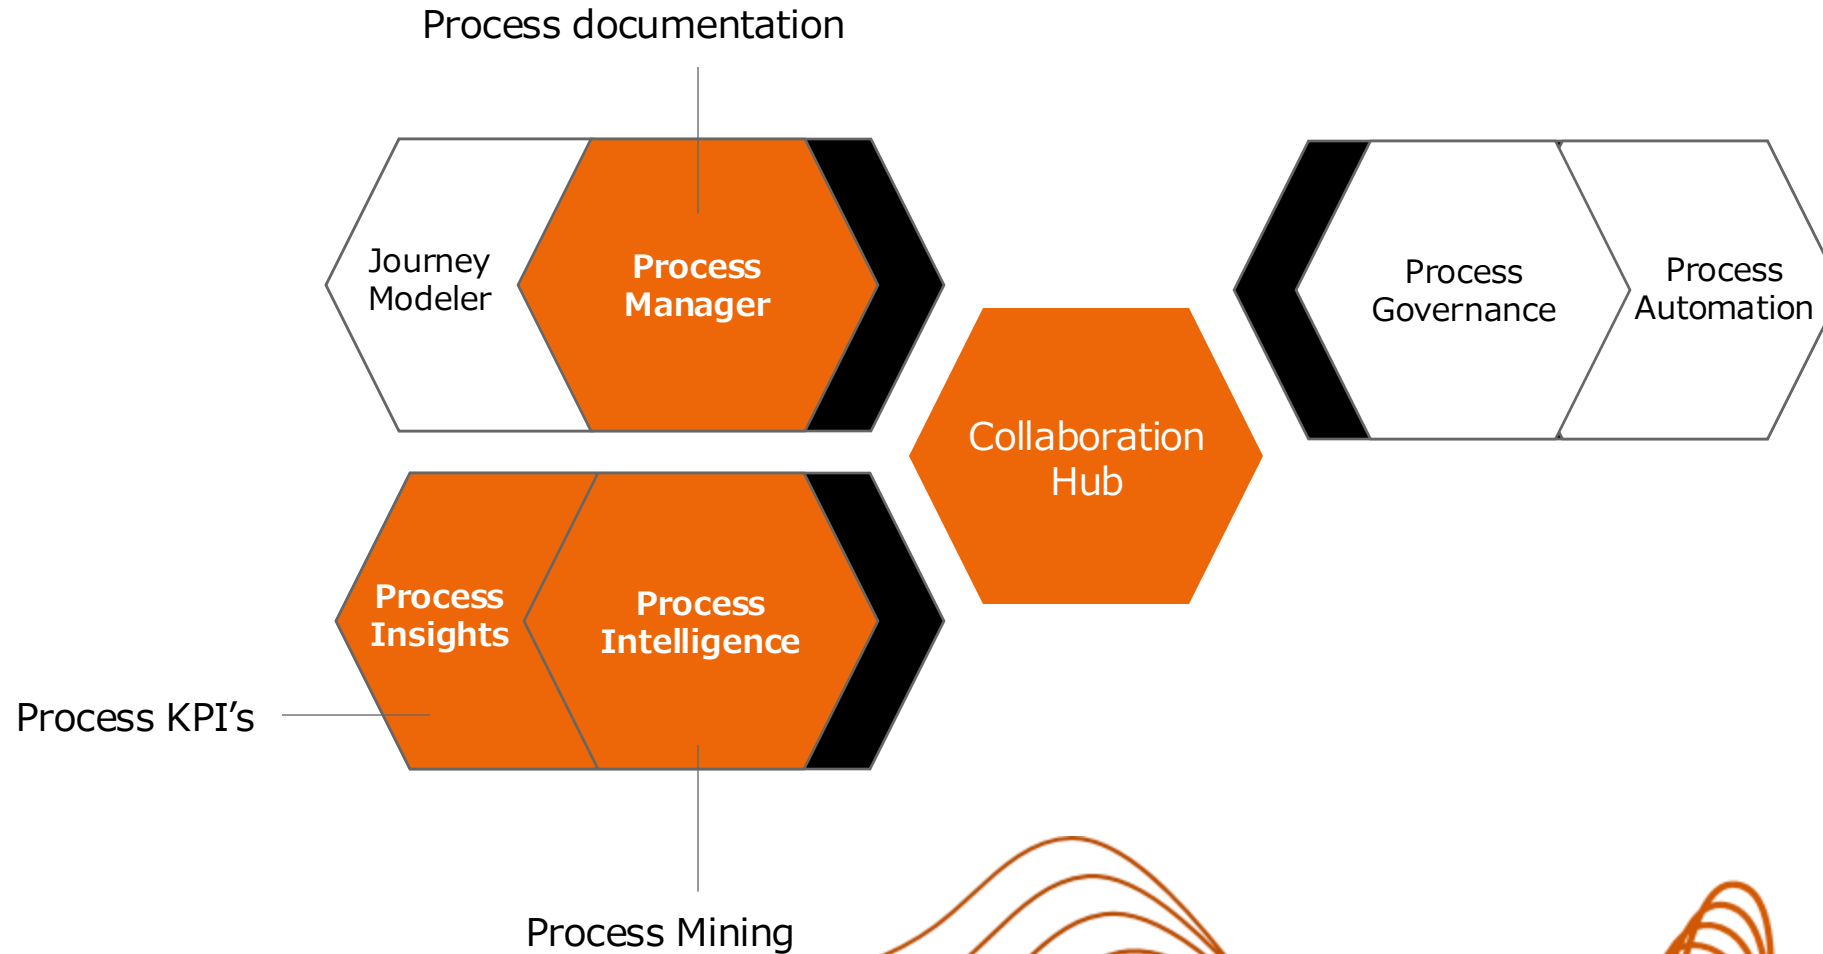 Process documentation
Journey
Modeler
Process
Manager
Process
Governance
Process
Automation
Collaboration
Hub
Process
Insights
Process
Intelligence
Process KPI’s
Process Mining